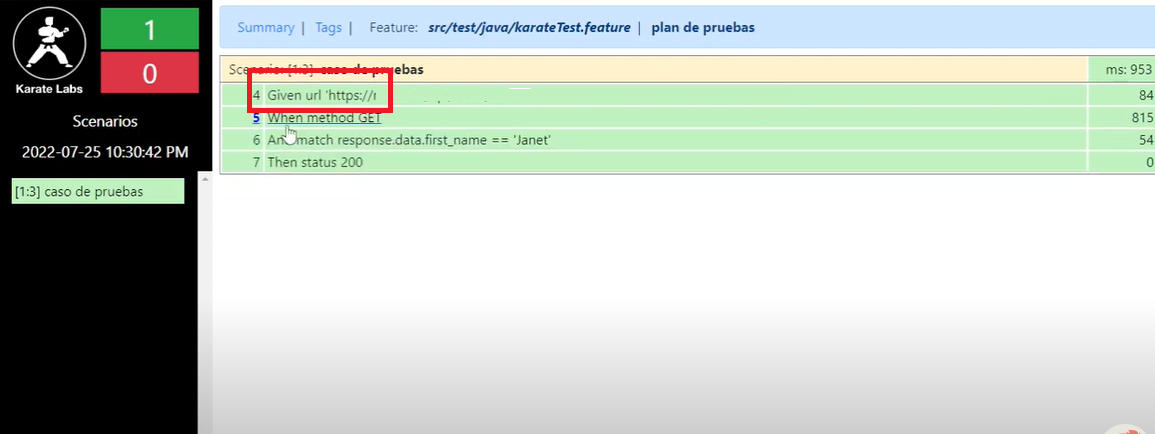 1
0
Karate Labs
Scenarios
2022-07-25 10:30:42 PM
[1:3] caso de pruebas
Summary | Tags | Feature: src/test/java/karateTest.feature | plan de pruebas
Scenario: [1:3] caso de pruebas ms: 953
4 Given url 'https:// 84
5 When method GET 815
6 And match response.data.first_name == 'Janet' 54
7 Then status 200 0